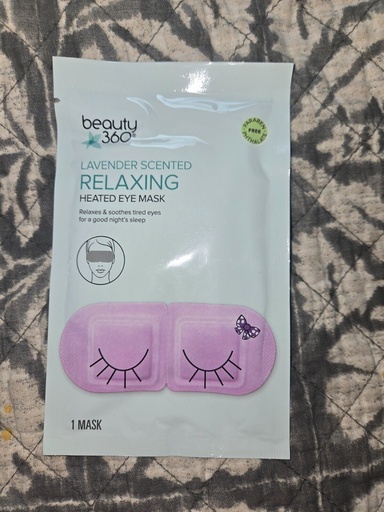 beauty
360
PARABEN
FREE
PHTHALATE
LAVENDER SCENTED
RELAXING
HEATED EYE MASK
Relaxes & soothes tired eyes
for a good night's sleep
1 MASK